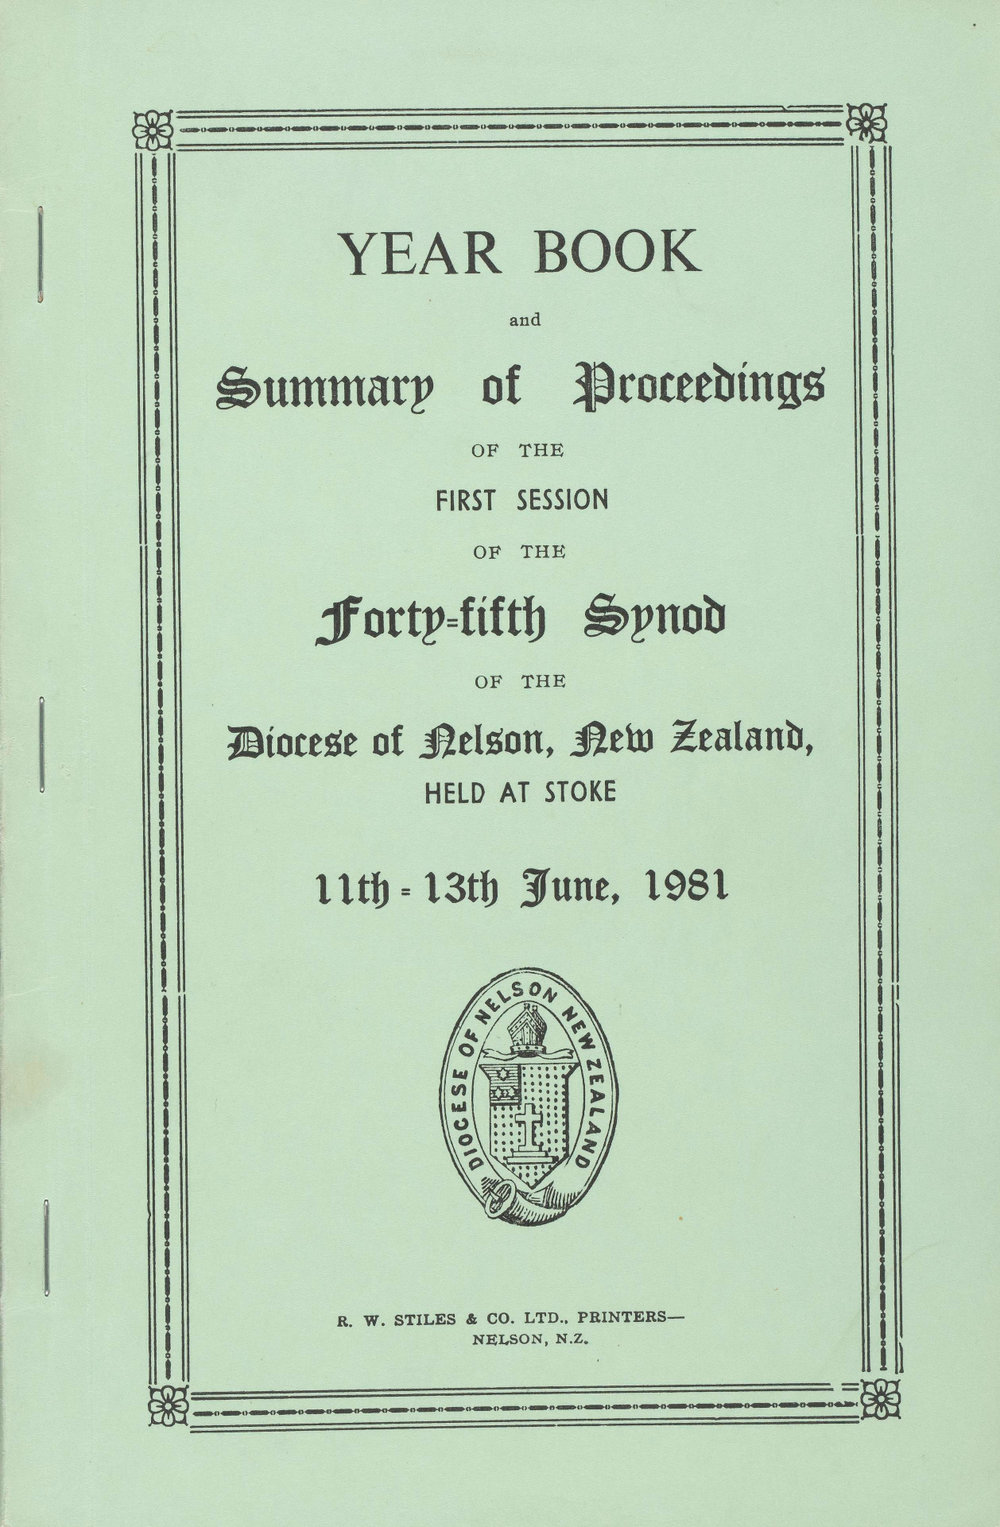 YEAR BOOK
and
Summary of Proceedings
OF THE
FIRST SESSION
OF THE
Forty=fifth Synod
OF THE
Diocese of Nelson, New Zealand,
HELD AT STOKE
11th = 13th June, 1981
DIOCESE OF NELSON NEW ZEALAND
R. W. STILES & CO. LTD., PRINTERS—
NELSON, N.Z.